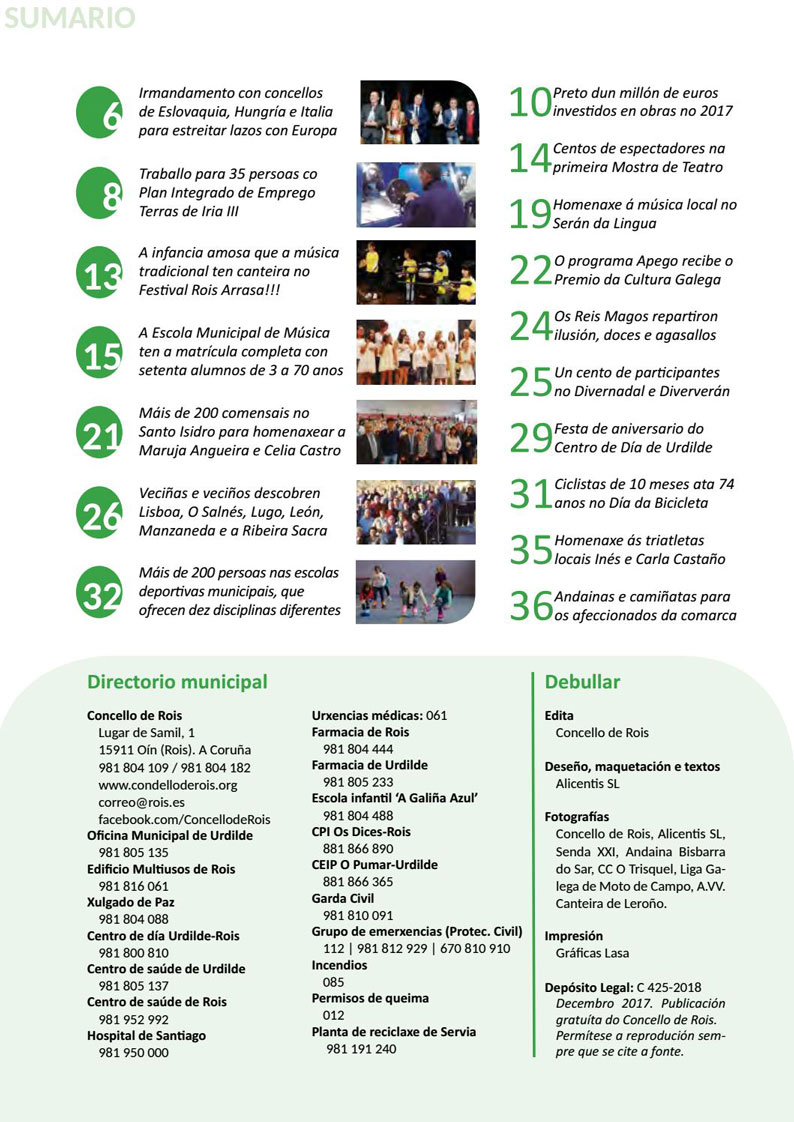 SUMARIO
6
Irmandamento con concellos
de Eslovaquia, Hungría e Italia
para estreitar lazos con Europa
8
Traballo para 35 persoas co
Plan Integrado de Emprego
Terras de Iria III
13
A infancia amosa que a música
tradicional ten canteira no
Festival Rois Arrasa!!!
15
A Escola Municipal de Música
ten a matrícula completa con
setenta alumnos de 3 a 70 anos
21
Máis de 200 comensais no
Santo Isidro para homenaxear a
Maruja Angueira e Celia Castro
26
Veciñas e veciños descobren
Lisboa, O Salnés, Lugo, León,
Manzaneda e a Ribeira Sacra
32
Máis de 200 persoas nas escolas
deportivas municipais, que
ofrecen dez disciplinas diferentes
10
Preto dun millón de euros
investidos en obras no 2017
14
Centos de espectadores na
primeira Mostra de Teatro
19
Homenaxe á música local no
Serán da Lingua
22
O programa Apego recibe o
Premio da Cultura Galega
24
Os Reis Magos repartiron
ilusión, doces e agasallos
25
Un cento de participantes
no Divernadal e Diververán
29
Festa de aniversario do
Centro de Día de Urdilde
31
Ciclistas de 10 meses ata 74
anos no Día da Bicicleta
35
Homenaxe ás triatletas
locais Inés e Carla Castaño
36
Andainas e camiñatas para
os afeccionados da comarca
Directorio municipal
Concello de Rois
Lugar de Samil, 1
15911 Oín (Rois). A Coruña
981 804 109 / 981 804 182
www.condelloderois.org
correo@rois.es
facebook.com/ConcellodeRois
Oficina Municipal de Urdilde
981 805 135
Edificio Multiusos de Rois
981 816 061
Xulgado de Paz
981 804 088
Centro de día Urdilde-Rois
981 800 810
Centro de saúde de Urdilde
981 805 137
Centro de saúde de Rois
981 952 992
Hospital de Santiago
981 950 000
Urxencias médicas: 061
Farmacia de Rois
981 804 444
Farmacia de Urdilde
981 805 233
Escola infantil ‘A Galiña Azul’
981 804 488
CPI Os Dices-Rois
881 866 890
CEIP O Pumar-Urdilde
881 866 365
Garda Civil
981 810 091
Grupo de emerxencias (Protec. Civil)
112 | 981 812 929 | 670 810 910
Incendios
085
Permisos de queima
012
Planta de reciclaxe de Servia
981 191 240
Debullar
Edita
Concello de Rois
Deseño, maquetación e textos
Alicentis SL
Fotografías
Concello de Rois, Alicentis SL,
Senda XXI, Andaina Bisbarra
do Sar, CC O Trisquel, Liga Ga-
lega de Moto de Campo, A.VV.
Canteira de Leroño.
Impresión
Gráficas Lasa
Depósito Legal: C 425-2018
Decembro 2017. Publicación
gratuíta do Concello de Rois.
Permítese a reprodución sem-
pre que se cite a fonte.